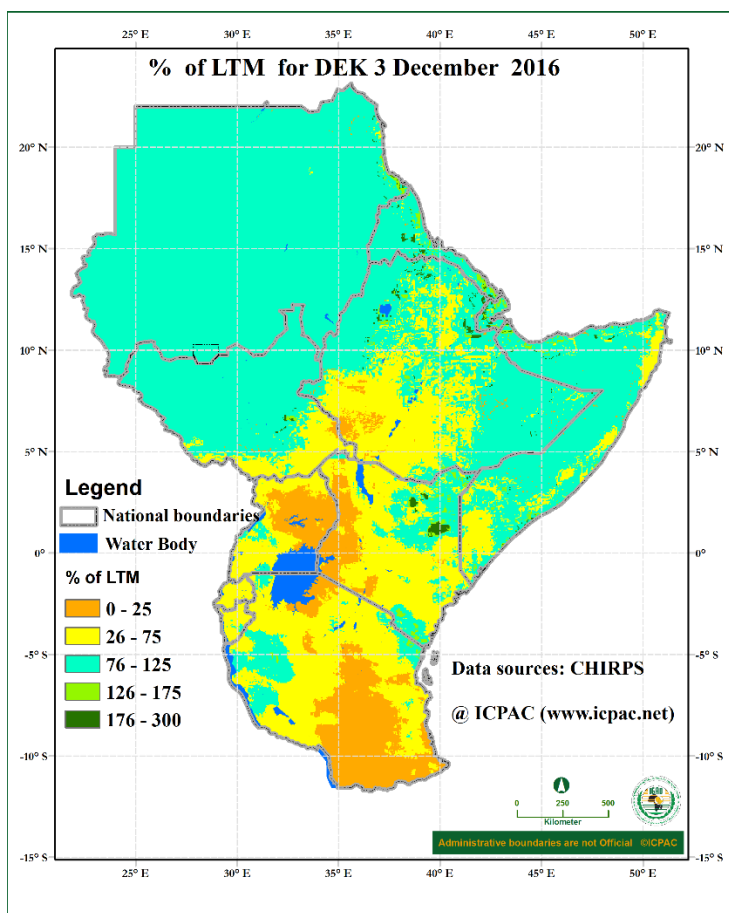 25° E 30° E 35° E 40° E 45° E 50° E
% of LTM for DEK 3 December 2016
20° N 20° N
15° N 15° N
10° N 10° N
5° N 5° N
Legend
National boundaries
Water Body
0° 0°
% of LTM
0 - 25
26 - 75
76 - 125
126 - 175
176 - 300
-5° S -5° S
Data sources: CHIRPS
@ ICPAC (www.icpac.net)
-10° S -10° S
0 250 500
Kilometer
IGAD
Administrative boundaries are not Official ©ICPAC
-15° S -15° S
25° E 30° E 35° E 40° E 45° E 50° E